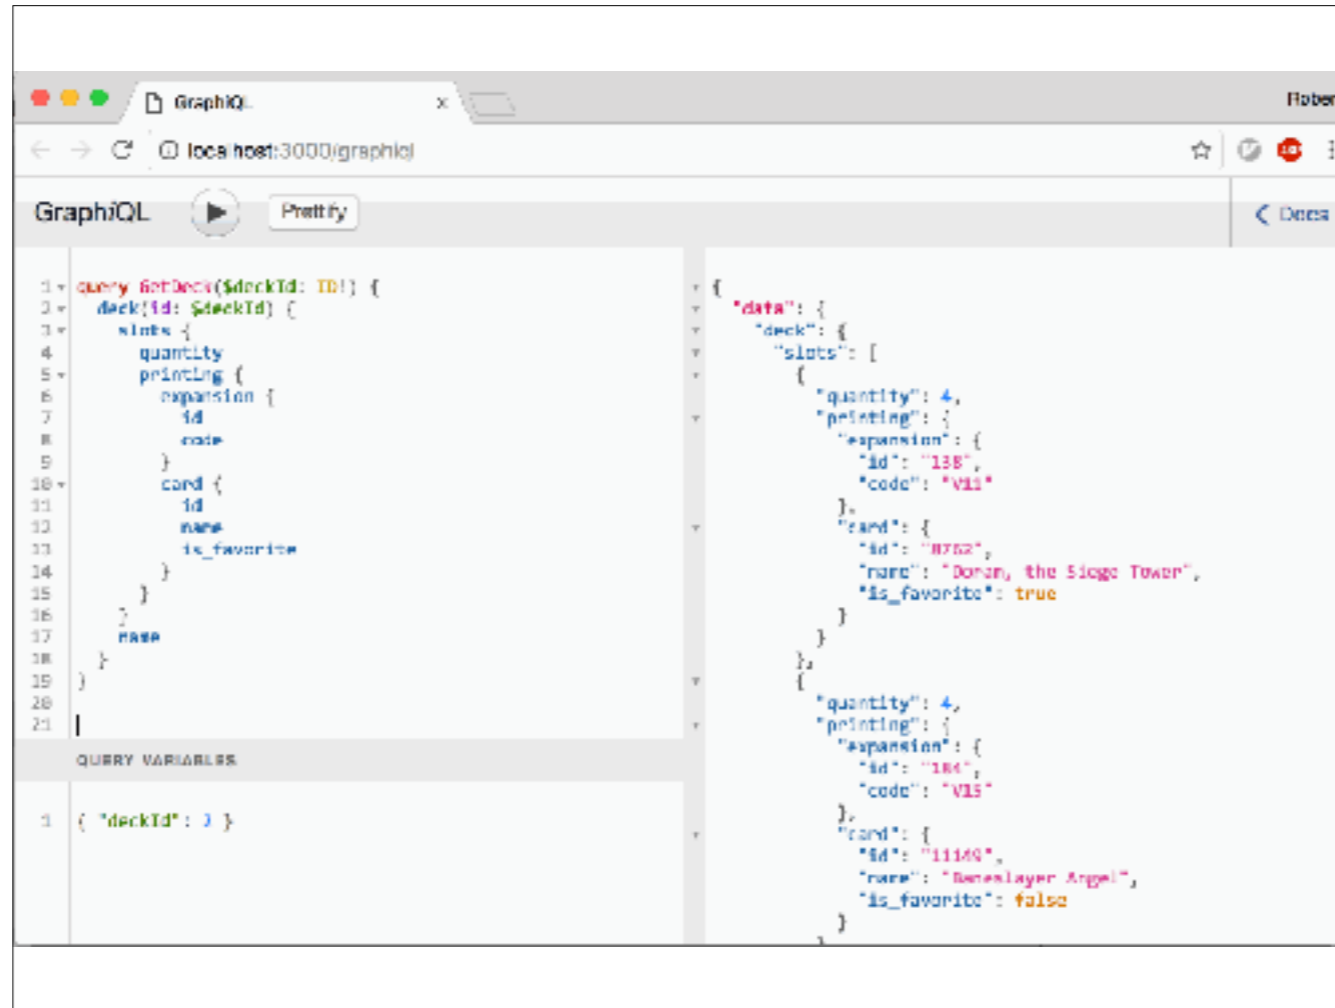 GraphiQL
Rober
localhost:3000/graphiql
GraphiQL
Prettify
Docs
1 query GetDeck($deckId: ID!) {
2 deck(id: $deckId) {
3 slots {
4 quantity
5 printing {
6 expansion {
7 id
8 code
9 }
10 card {
11 id
12 name
13 is_favorite
14 }
15 }
16 }
17 name
18 }
19 }
20
21
QUERY VARIABLES
1 { "deckId": }
{
"data": {
"deck": {
"slots": [
{
"quantity": 4,
"printing": {
"expansion": {
"id": "138",
"code": "V11"
},
"card": {
"id": "8762",
"name": "Doran, the Siege Tower",
"is_favorite": true
}
}
},
{
"quantity": 4,
"printing": {
"expansion": {
"id": "184",
"code": "V15"
},
"card": {
"id": "11149",
"name": "Baneslayer Angel",
"is_favorite": false
}
}